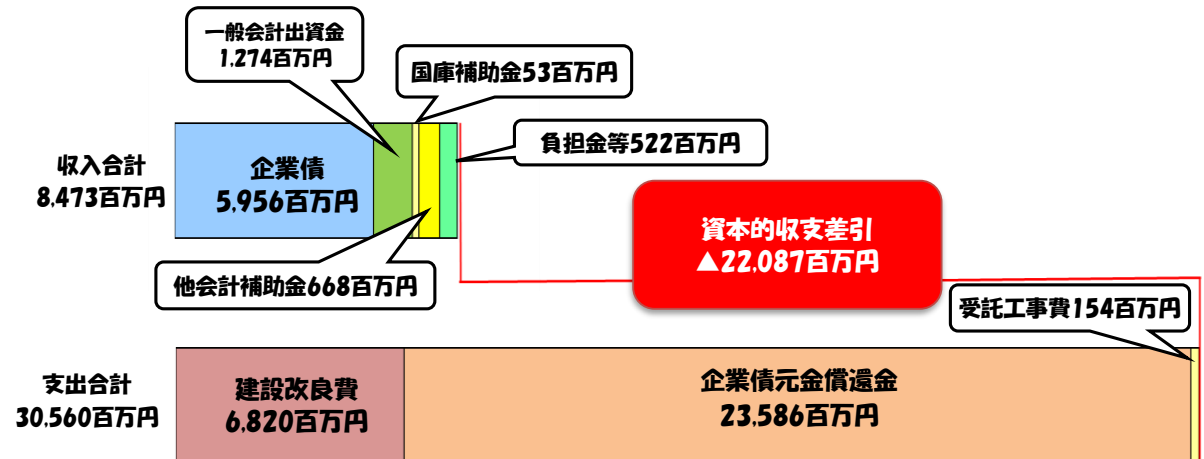 一般会計出資金
1,274百万円
国庫補助金53百万円
負担金等522百万円
収入合計
8,473百万円
企業債
5,956百万円
資本的収支差引
▲22,087百万円
他会計補助金668百万円
受託工事費154百万円
支出合計
30,560百万円
建設改良費
6,820百万円
企業債元金償還金
23,586百万円